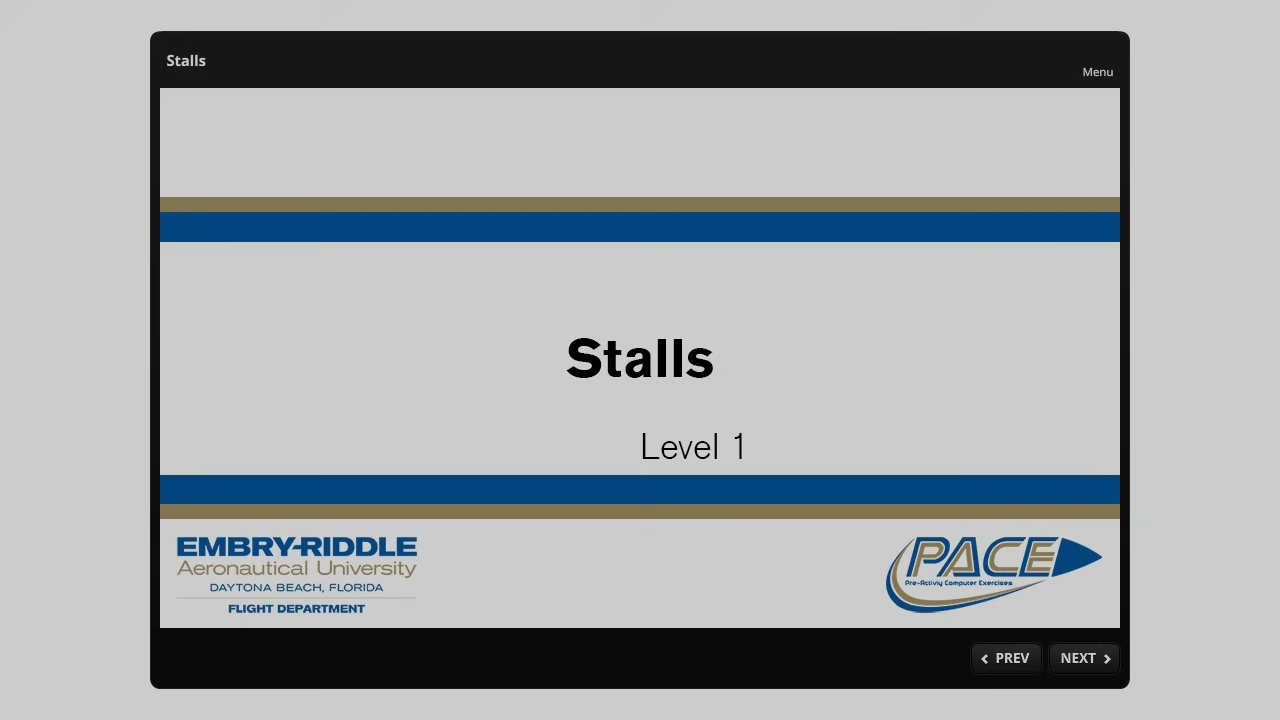 Stalls
Menu
Stalls
Level 1
EMBRY-RIDDLE
Aeronautical University
DAYTONA BEACH, FLORIDA
FLIGHT DEPARTMENT
PACE
Pre-Activiy Computer Exercises
PREV
NEXT